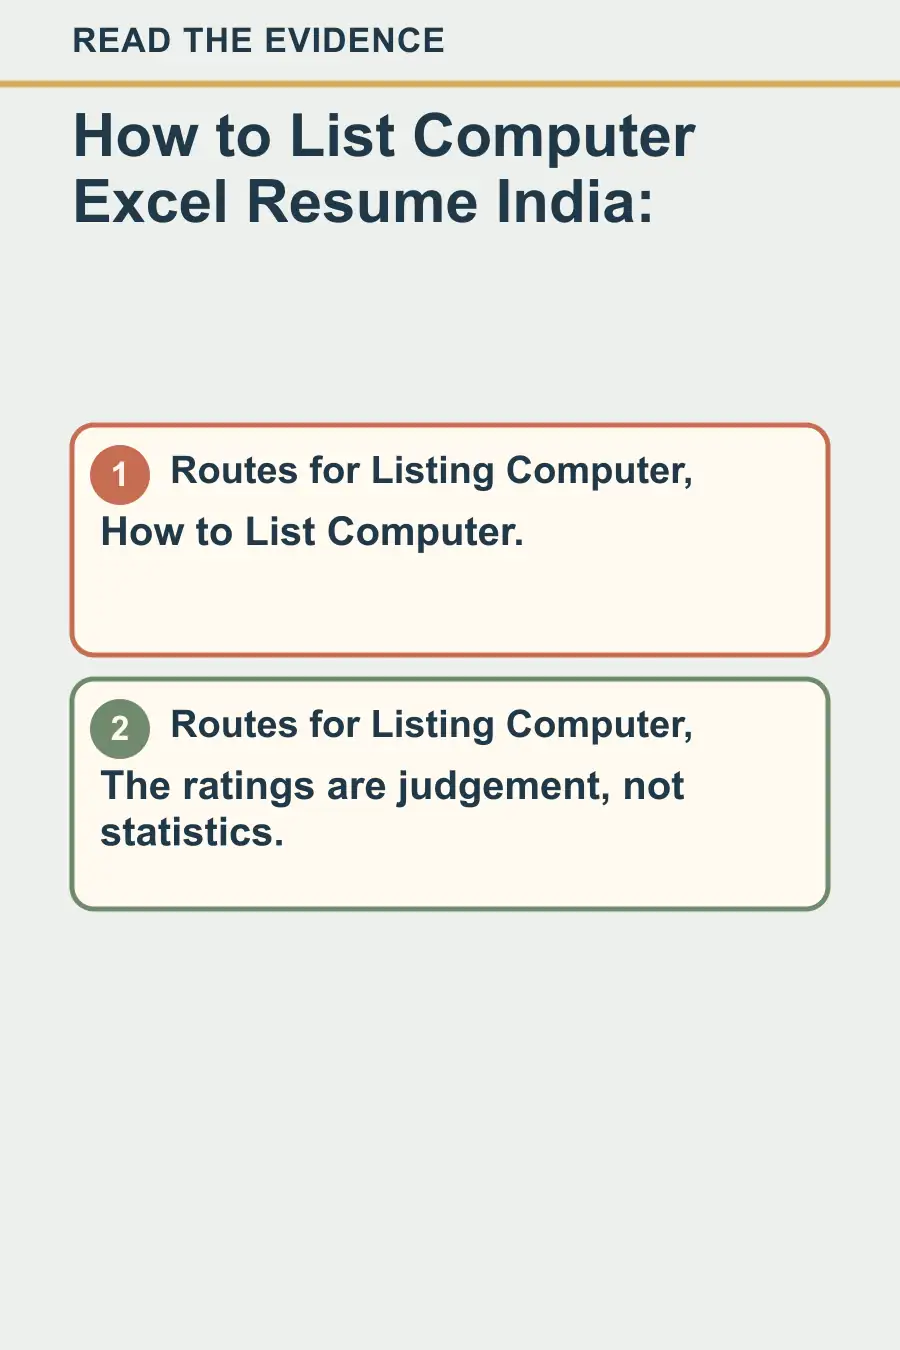 READ THE EVIDENCE
How to List Computer
Excel Resume India:
1 Routes for Listing Computer,
How to List Computer.
2 Routes for Listing Computer,
The ratings are judgement, not
statistics.